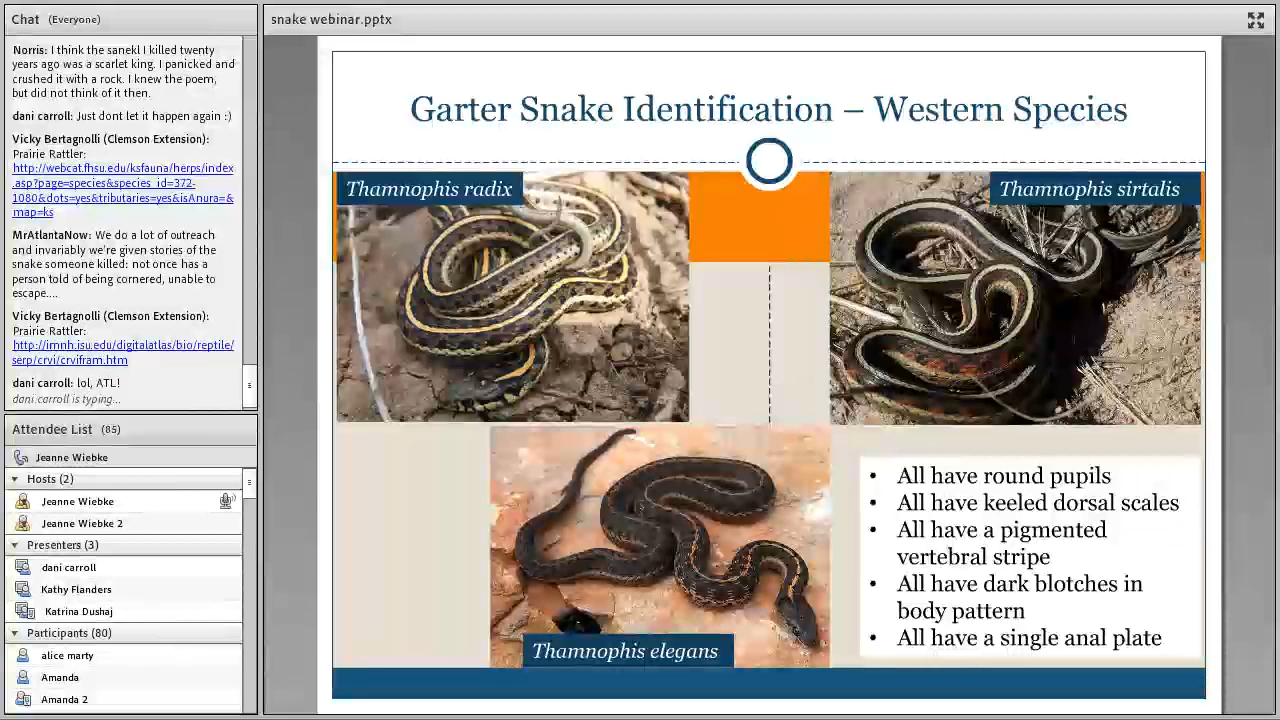 Chat (Everyone)
Norris: I think the sanekl I killed twenty
years ago was a scarlet king. I panicked and
crushed it with a rock. I knew the poem,
but did not think of it then.
dani carroll: Just dont let it happen again :)
Vicky Bertagnolli (Clemson Extension):
Prairie Rattler:
http://webcat.fhsu.edu/ksfauna/herps/index
.asp?page=species&species_id=372-
1080&dots=yes&tributaries=yes&isAnura=&
map=ks
MrAtlantaNow: We do a lot of outreach
and invariably we're given stories of the
snake someone killed; not once has a
person told of being cornered, unable to
escape....
Vicky Bertagnolli (Clemson Extension):
Prairie Rattler:
http://imnh.isu.edu/digitalatlas/bio/reptile/
serp/crvi/crvifram.htm
dani carroll: lol, ATL!
dani carroll is typing...
Attendee List (85)
Jeanne Wiebke
Hosts (2)
Jeanne Wiebke
Jeanne Wiebke 2
Presenters (3)
dani carroll
Kathy Flanders
Katrina Dushaj
Participants (80)
alice marty
Amanda
Amanda 2
snake webinar.pptx
Garter Snake Identification – Western Species
Thamnophis radix
Thamnophis sirtalis
Thamnophis elegans
• All have round pupils
• All have keeled dorsal scales
• All have a pigmented
vertebral stripe
• All have dark blotches in
body pattern
• All have a single anal plate